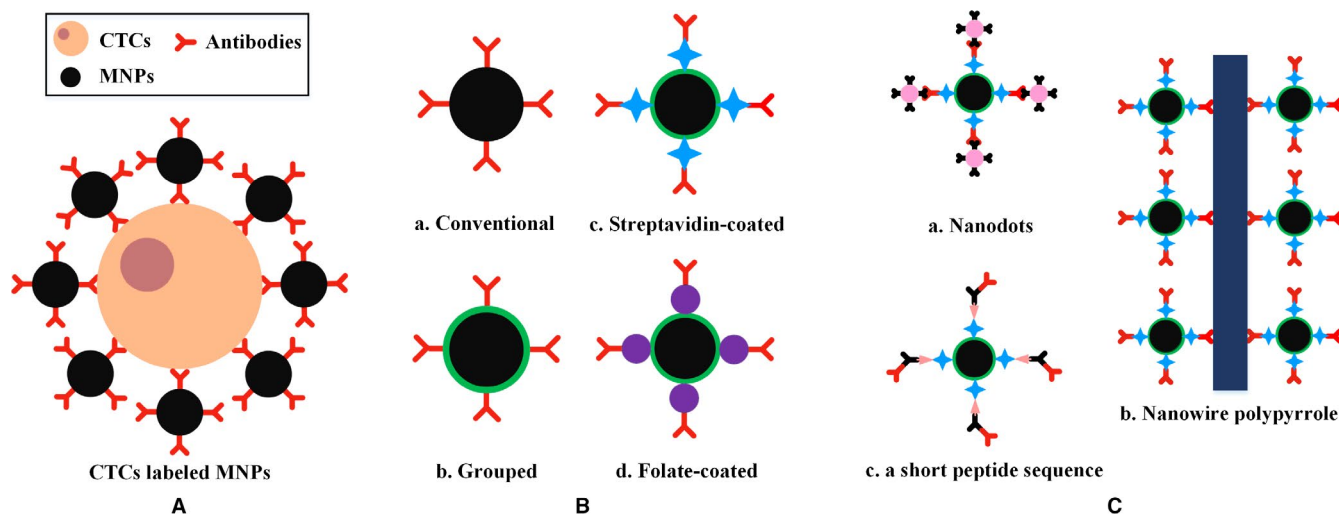 CTCs
Antibodies
MNPs
CTCs labeled MNPs
A
a. Conventional
c. Streptavidin-coated
b. Grouped
d. Folate-coated
B
a. Nanodots
c. a short peptide sequence
b. Nanowire polypyrrole
C